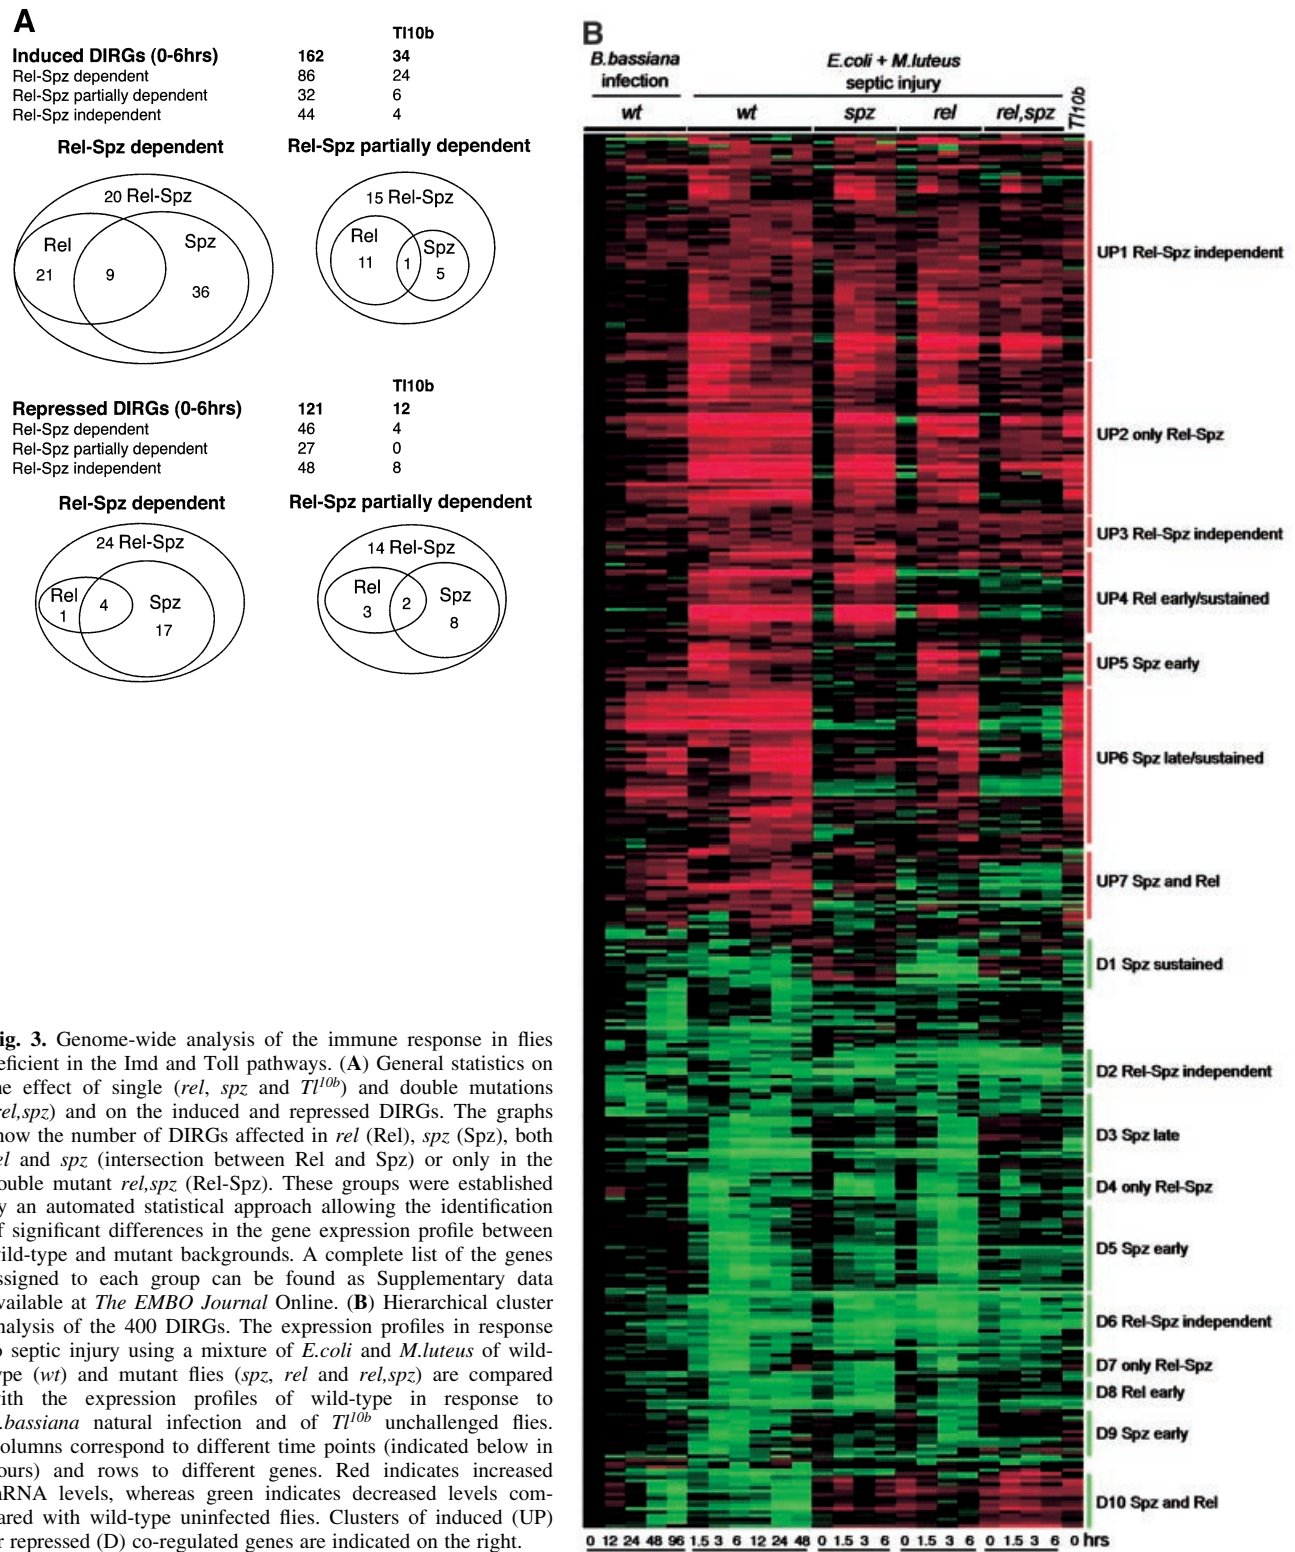 A
Tl10b
Induced DIRGs (0-6hrs) 162 34
Rel-Spz dependent 86 24
Rel-Spz partially dependent 32 6
Rel-Spz independent 44 4
Rel-Spz dependent
Rel-Spz partially dependent
20 Rel-Spz
Rel
Spz
21
9
36
15 Rel-Spz
Rel
Spz
11
1
5
Tl10b
Repressed DIRGs (0-6hrs) 121 12
Rel-Spz dependent 46 4
Rel-Spz partially dependent 27 0
Rel-Spz independent 48 8
Rel-Spz dependent
Rel-Spz partially dependent
24 Rel-Spz
Rel
Spz
1
4
17
14 Rel-Spz
Rel
Spz
3
2
8
ig. 3. Genome-wide analysis of the immune response in flies
eficient in the Imd and Toll pathways. (A) General statistics on
he effect of single (rel, spz and Tl10b) and double mutations
rel,spz) and on the induced and repressed DIRGs. The graphs
how the number of DIRGs affected in rel (Rel), spz (Spz), both
el and spz (intersection between Rel and Spz) or only in the
ouble mutant rel,spz (Rel-Spz). These groups were established
y an automated statistical approach allowing the identification
f significant differences in the gene expression profile between
ild-type and mutant backgrounds. A complete list of the genes
ssigned to each group can be found as Supplementary data
vailable at The EMBO Journal Online. (B) Hierarchical cluster
nalysis of the 400 DIRGs. The expression profiles in response
o septic injury using a mixture of E.coli and M.luteus of wild-
ype (wt) and mutant flies (spz, rel and rel,spz) are compared
ith the expression profiles of wild-type in response to
.bassiana natural infection and of Tl10b unchallenged flies.
olumns correspond to different time points (indicated below in
ours) and rows to different genes. Red indicates increased
RNA levels, whereas green indicates decreased levels com-
ared with wild-type uninfected flies. Clusters of induced (UP)
r repressed (D) co-regulated genes are indicated on the right.
B
B.bassiana
infection
E.coli + M.luteus
septic injury
wt
wt
spz
rel
rel,spz
Tl10b
UP1 Rel-Spz independent
UP2 only Rel-Spz
UP3 Rel-Spz independent
UP4 Rel early/sustained
UP5 Spz early
UP6 Spz late/sustained
UP7 Spz and Rel
D1 Spz sustained
D2 Rel-Spz independent
D3 Spz late
D4 only Rel-Spz
D5 Spz early
D6 Rel-Spz independent
D7 only Rel-Spz
D8 Rel early
D9 Spz early
D10 Spz and Rel
0 12 24 48 96 1.5 3 6 12 24 48 0 1.5 3 6 0 1.5 3 6 0 1.5 3 6 0 hrs